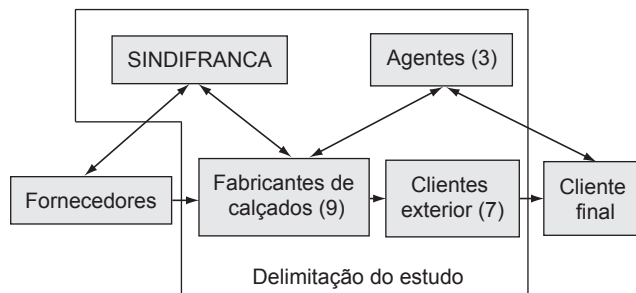 SINDIFRANCA
Agentes (3)
Fornecedores
Fabricantes de
calçados (9)
Clientes
exterior (7)
Cliente
final
Delimitação do estudo